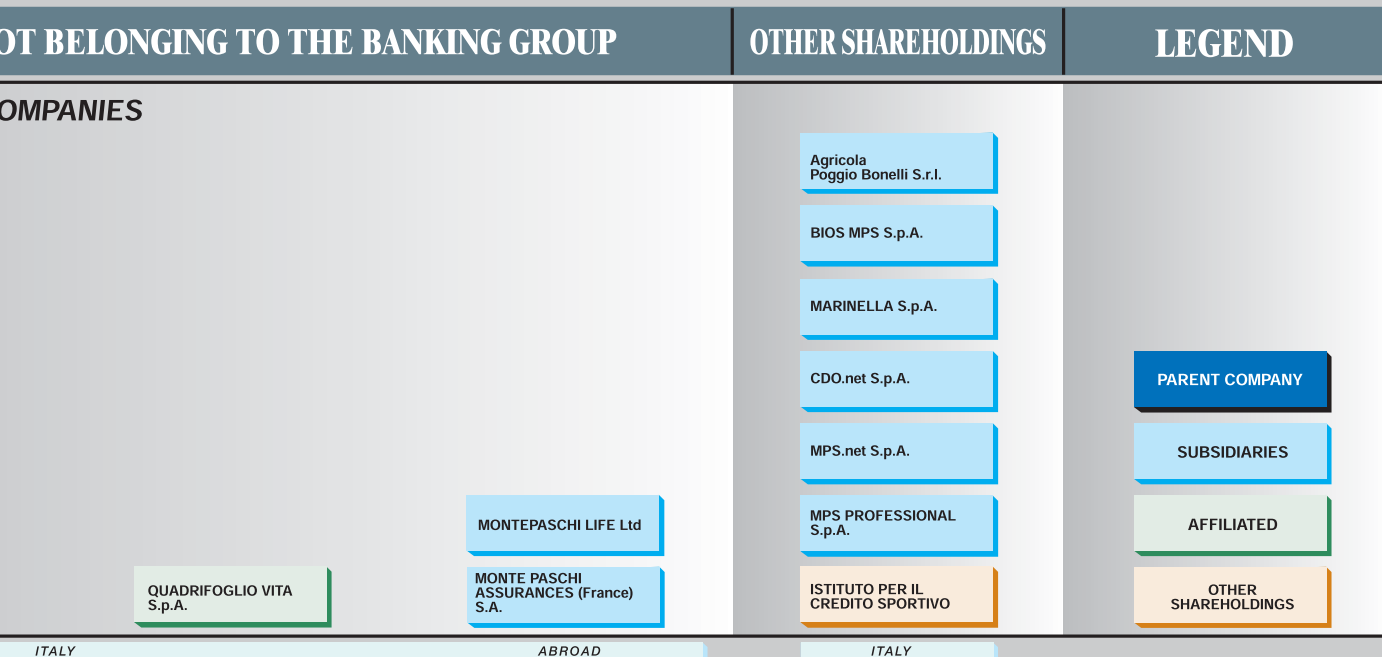 OT BELONGING TO THE BANKING GROUP
OTHER SHAREHOLDINGS
LEGEND
OMPANIES
Agricola
Poggio Bonelli S.r.l.
BIOS MPS S.p.A.
MARINELLA S.p.A.
CDO.net S.p.A.
PARENT COMPANY
MPS.net S.p.A.
SUBSIDIARIES
MONTEPASCHI LIFE Ltd
MPS PROFESSIONAL
S.p.A.
AFFILIATED
QUADRIFOGLIO VITA
S.p.A.
MONTE PASCHI
ASSURANCES (France)
S.A.
ISTITUTO PER IL
CREDITO SPORTIVO
OTHER
SHAREHOLDINGS
ITALY
ABROAD
ITALY